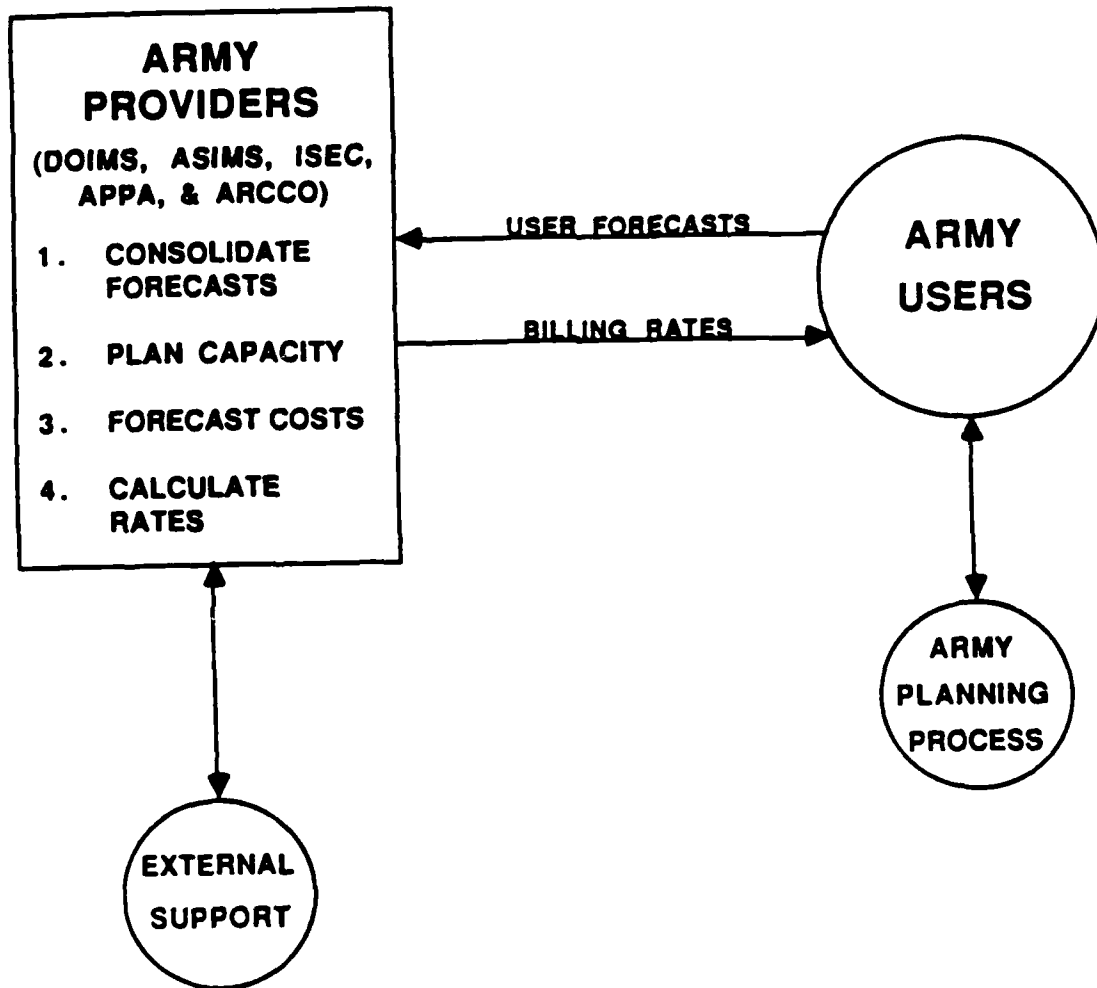 ARMY
PROVIDERS
(DOIMS, ASIMS, ISEC,
APPA, & ARCCO)
1. CONSOLIDATE
FORECASTS
2. PLAN CAPACITY
3. FORECAST COSTS
4. CALCULATE
RATES
USER FORECASTS
BILLING RATES
ARMY
USERS
ARMY
PLANNING
PROCESS
EXTERNAL
SUPPORT